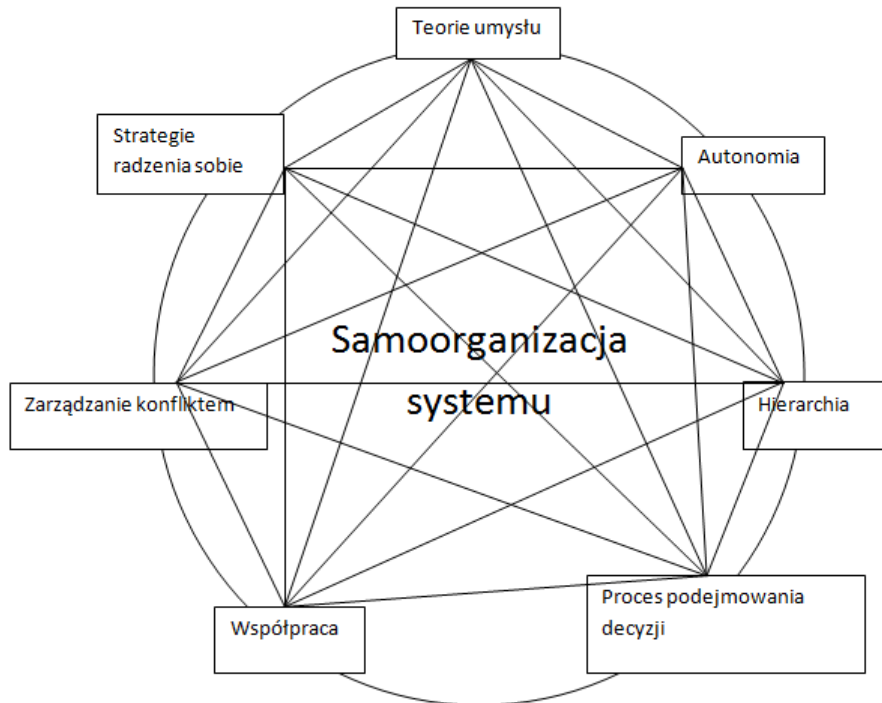 Teorie umysłu
Strategie
radzenia sobie
Autonomia
Samoorganizacja
systemu
Zarządzanie konfliktem
Hierarchia
Współpraca
Proces podejmowania
decyzji